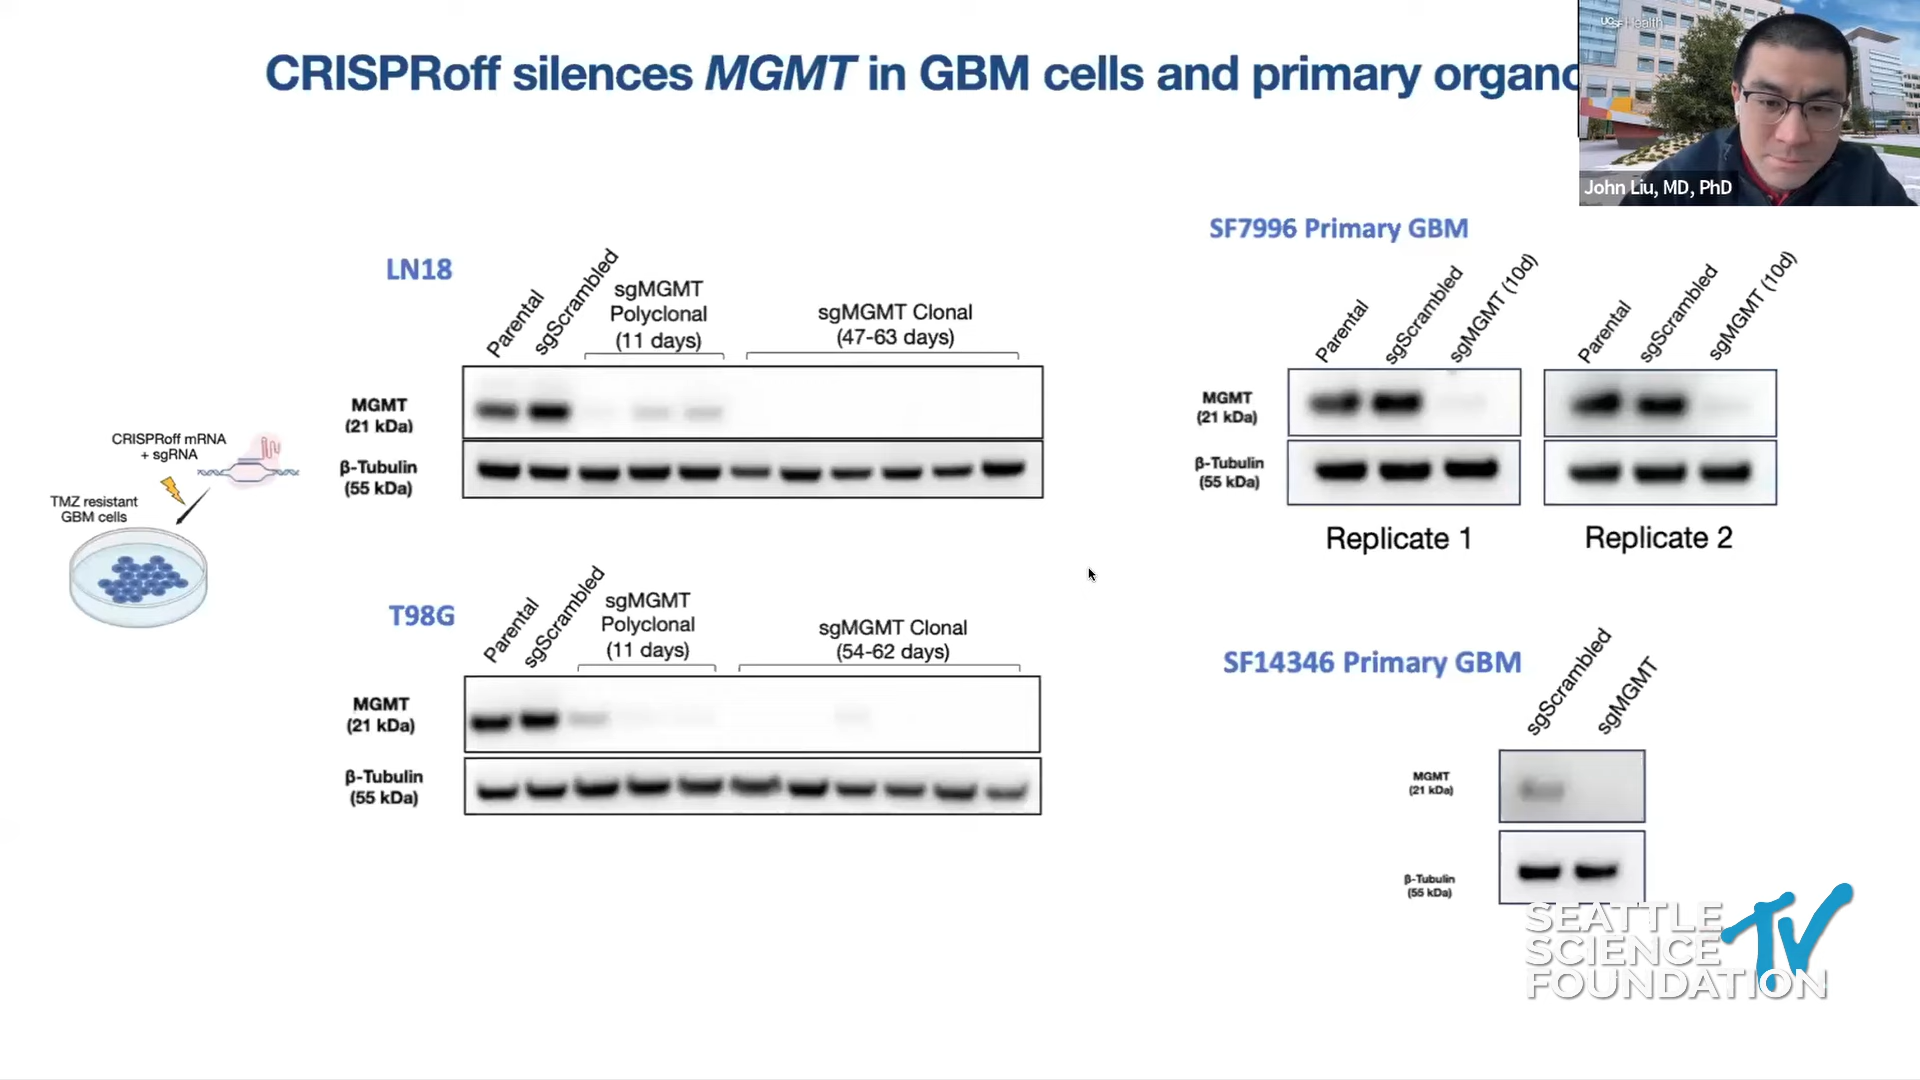 CRISPRoff silences MGMT in GBM cells and primary organo
UCSF Health
John Liu, MD, PhD
CRISPRoff mRNA
+ sgRNA
TMZ resistant
GBM cells
LN18
Parental
sgScrambled
sgMGMT
Polyclonal
(11 days)
sgMGMT Clonal
(47-63 days)
MGMT
(21 kDa)
β-Tubulin
(55 kDa)
T98G
Parental
sgScrambled
sgMGMT
Polyclonal
(11 days)
sgMGMT Clonal
(54-62 days)
MGMT
(21 kDa)
β-Tubulin
(55 kDa)
SF7996 Primary GBM
Parental
sgScrambled
sgMGMT (10d)
Parental
sgScrambled
sgMGMT (10d)
MGMT
(21 kDa)
β-Tubulin
(55 kDa)
Replicate 1
Replicate 2
SF14346 Primary GBM
sgScrambled
sgMGMT
MGMT
(21 kDa)
β-Tubulin
(55 kDa)
SEATTLE
SCIENCE
FOUNDATION
TV